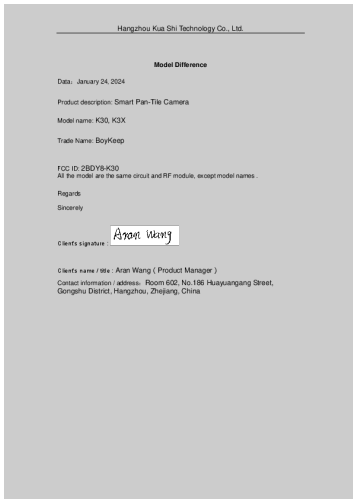 Hangzhou Kua Shi Technology Co., Ltd.
Model Difference
Data： January 24, 2024
Product description: Smart Pan-Tile Camera
Model name: K30, K3X
Trade Name: BoyKeep
FCC ID: 2BDY8-K30
All the model are the same circuit and RF module, except model names .
Regards
Sincerely
Client's signature : Aran Wang
Client's name / title : Aran Wang ( Product Manager )
Contact information / address： Room 602, No.186 Huayuangang Street,
Gongshu District, Hangzhou, Zhejiang, China